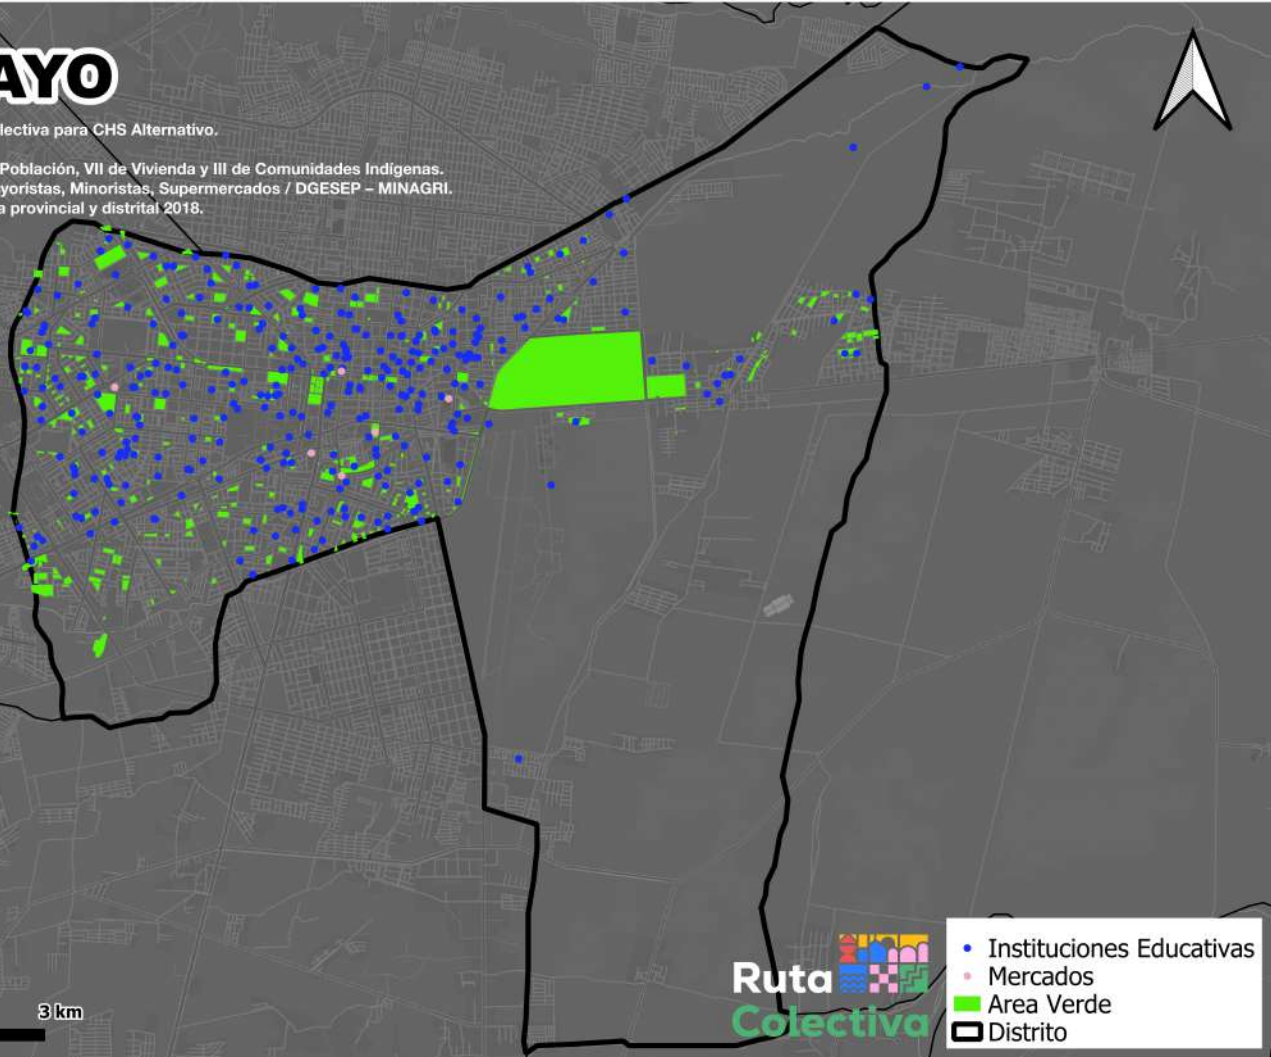 AYO
lectiva para CHS Alternativo.
Población, VII de Vivienda y III de Comunidades Indígenas.
yoristas, Minoristas, Supermercados / DGESEP – MINAGRI.
a provincial y distrital 2018.
3 km
Ruta
Colectiva
Instituciones Educativas
Mercados
Area Verde
Distrito